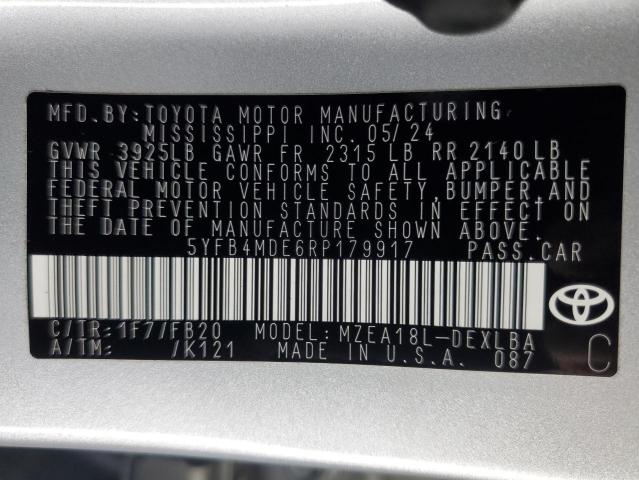 MFD.BY:TOYOTA MOTOR MANUFACTURING
MISSISSIPPI INC. 05/24
GVWR 3925LB GAWR FR 2315 LB RR 2140 LB
THIS VEHICLE CONFORMS TO ALL APPLICABLE
FEDERAL MOTOR VEHICLE SAFETY, BUMPER, AND
THEFT PREVENTION STANDARDS IN EFFECT ON
THE DATE OF MANUFACTURE SHOWN ABOVE.
5YFB4MDE6RP179917 PASS.CAR
C/TR:1F7/FB20 MODEL:MZEA18L-DEXLBA
A/TM: /K121 MADE IN U.S.A. 087
C